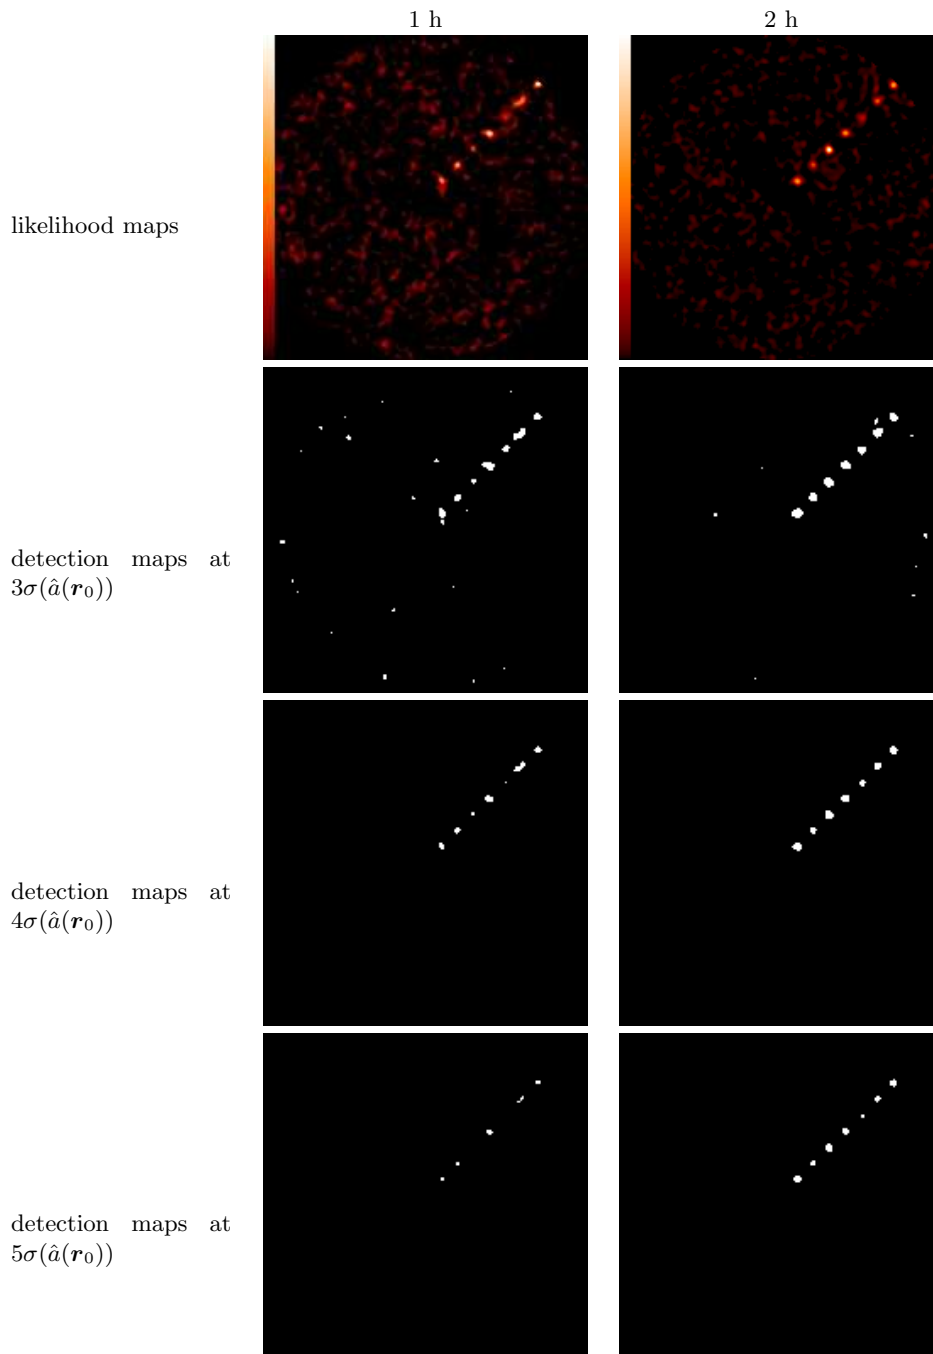 1 h 2 h
likelihood maps
detection maps at
3σ(â(r₀))
detection maps at
4σ(â(r₀))
detection maps at
5σ(â(r₀))